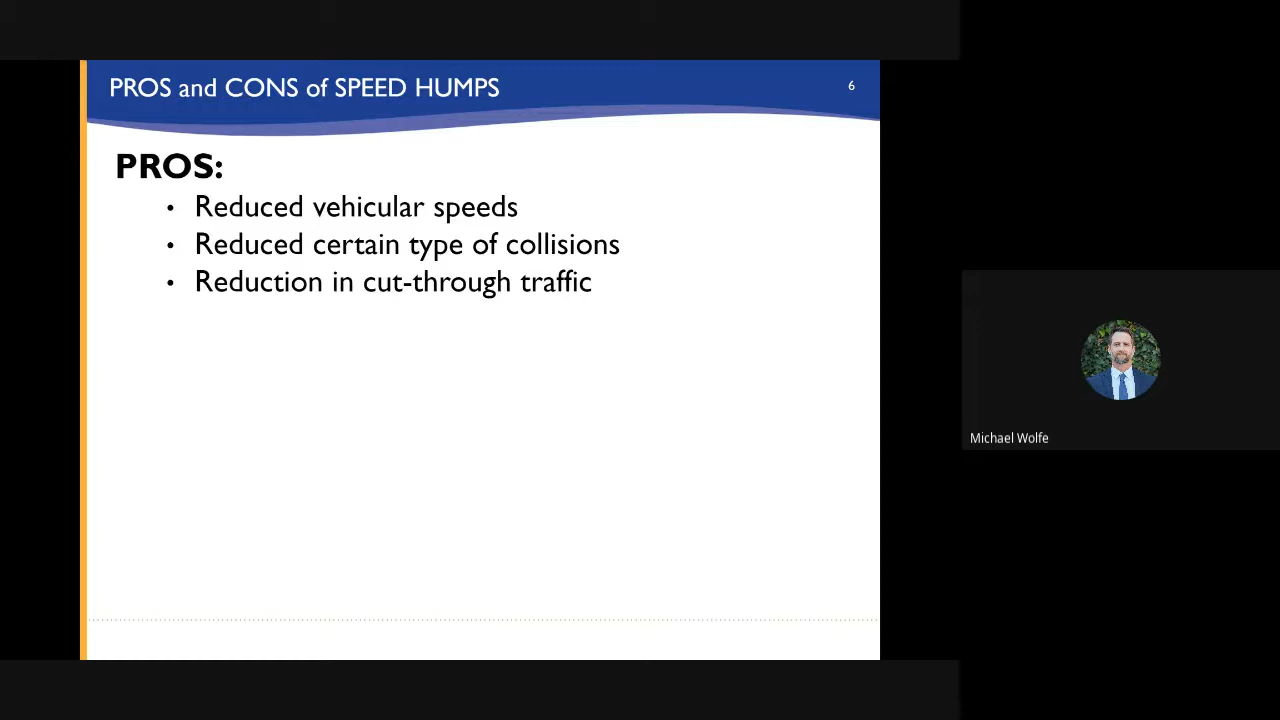 PROS and CONS of SPEED HUMPS
6
PROS:
• Reduced vehicular speeds
• Reduced certain type of collisions
• Reduction in cut-through traffic
Michael Wolfe